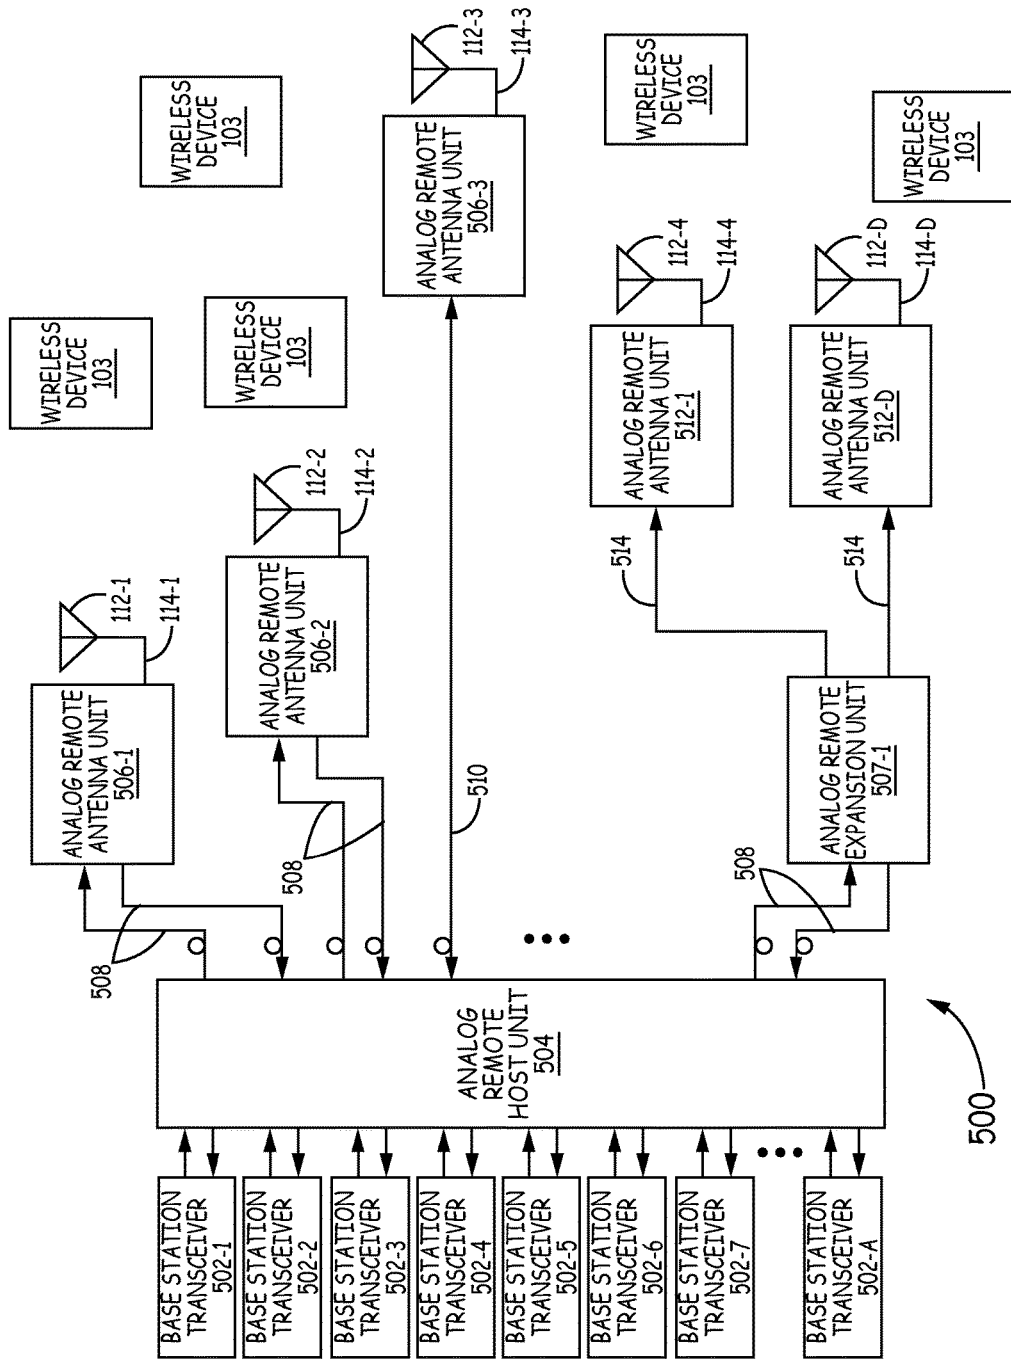 BASE STATION
TRANSCEIVER
502-1
BASE STATION
TRANSCEIVER
502-2
BASE STATION
TRANSCEIVER
502-3
BASE STATION
TRANSCEIVER
502-4
BASE STATION
TRANSCEIVER
502-5
BASE STATION
TRANSCEIVER
502-6
BASE STATION
TRANSCEIVER
502-7
BASE STATION
TRANSCEIVER
502-A
ANALOG
REMOTE
HOST UNIT
504
508
508
510
508
ANALOG REMOTE
ANTENNA UNIT
506-1
112-1
114-1
ANALOG REMOTE
ANTENNA UNIT
506-2
112-2
114-2
ANALOG REMOTE
ANTENNA UNIT
506-3
112-3
114-3
ANALOG REMOTE
EXPANSION UNIT
507-1
514
514
ANALOG REMOTE
ANTENNA UNIT
512-1
112-4
114-4
ANALOG REMOTE
ANTENNA UNIT
512-D
112-D
114-D
WIRELESS
DEVICE
103
WIRELESS
DEVICE
103
WIRELESS
DEVICE
103
WIRELESS
DEVICE
103
WIRELESS
DEVICE
103
500